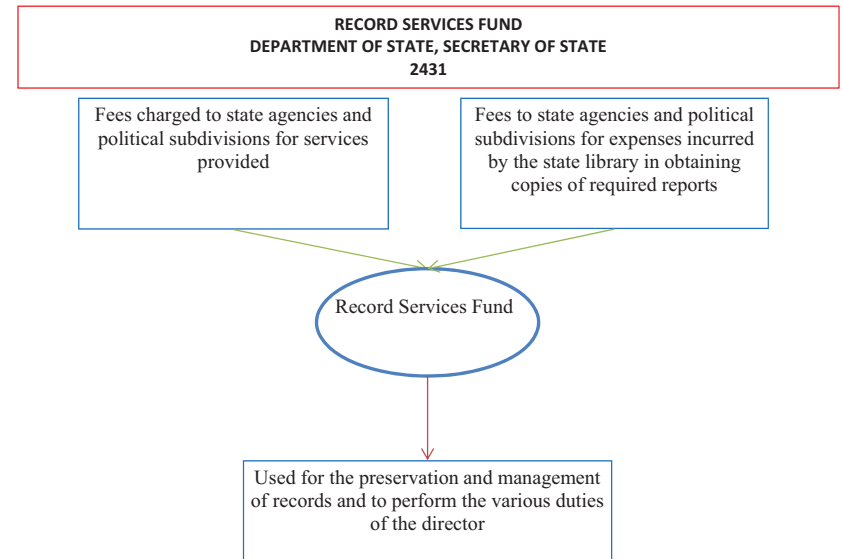 RECORD SERVICES FUND
DEPARTMENT OF STATE, SECRETARY OF STATE
2431
Fees charged to state agencies and
political subdivisions for services
provided
Fees to state agencies and political
subdivisions for expenses incurred
by the state library in obtaining
copies of required reports
Record Services Fund
Used for the preservation and management
of records and to perform the various duties
of the director